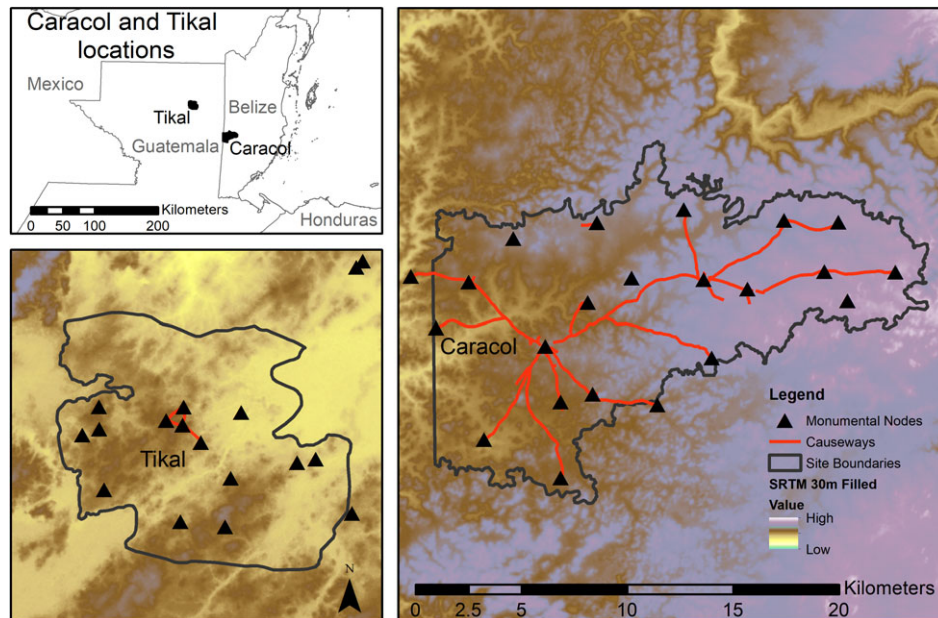 Caracol and Tikal
locations
Mexico
Tikal
Belize
Guatemala
Caracol
Kilometers
0 50 100 200
Honduras
Tikal
N
Caracol
Legend
Monumental Nodes
Causeways
Site Boundaries
SRTM 30m Filled
Value
High
Low
Kilometers
0 2.5 5 10 15 20